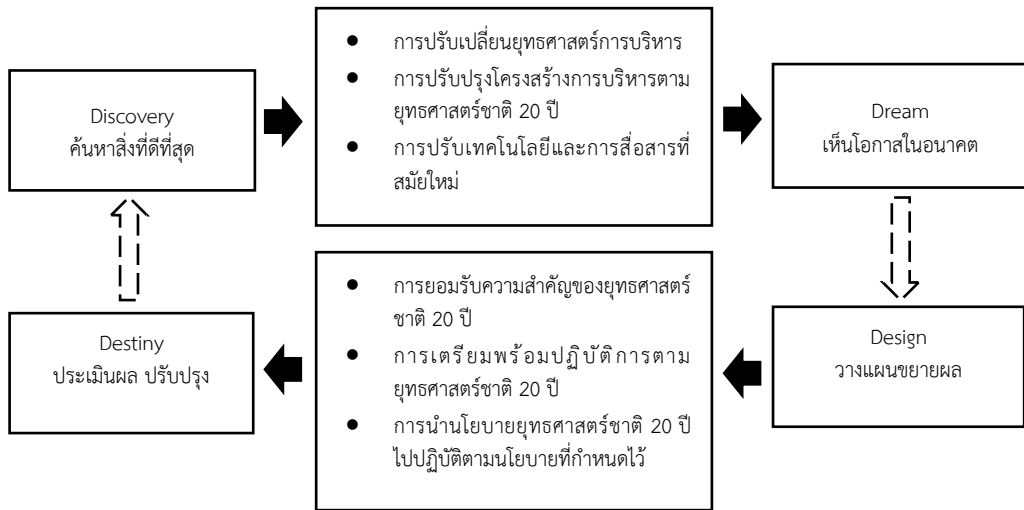 Discovery
ค้นหาสิ่งที่ดีที่สุด
● การปรับเปลี่ยนยุทธศาสตร์การบริหาร
● การปรับปรุงโครงสร้างการบริหารตาม
ยุทธศาสตร์ชาติ 20 ปี
● การปรับเทคโนโลยีและการสื่อสารที่
สมัยใหม่
Dream
เห็นโอกาสในอนาคต
Destiny
ประเมินผล ปรับปรุง
● การยอมรับความสำคัญของยุทธศาสตร์
ชาติ 20 ปี
● การเตรียมพร้อมปฏิบัติการตาม
ยุทธศาสตร์ชาติ 20 ปี
● การนำนโยบายยุทธศาสตร์ชาติ 20 ปี
ไปปฏิบัติตามนโยบายที่กำหนดไว้
Design
วางแผนขยายผล